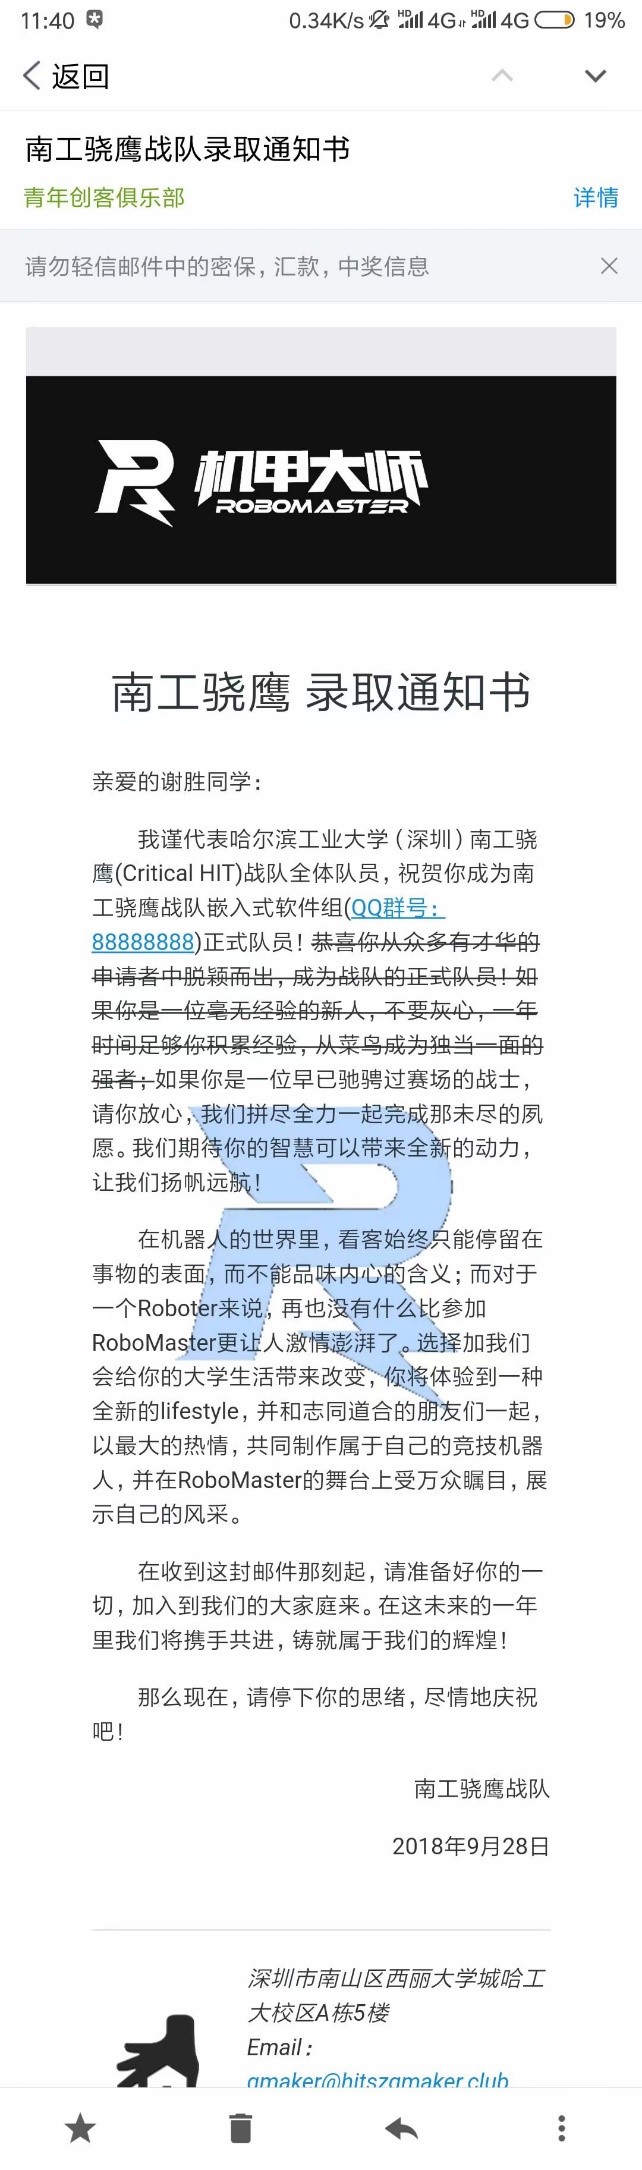 11:40 0.34K/s HD 4G HD 4G 19%
返回
南工骁鹰战队录取通知书
青年创客俱乐部 详情
请勿轻信邮件中的密保，汇款，中奖信息
机甲大师
ROBOMASTER
南工骁鹰 录取通知书
亲爱的谢胜同学：
我谨代表哈尔滨工业大学（深圳）南工骁
鹰(Critical HIT)战队全体队员，祝贺你成为南
工骁鹰战队嵌入式软件组(QQ群号：
88888888)正式队员！恭喜你从众多有才华的
申请者中脱颖而出，成为战队的正式队员！如
果你是一位毫无经验的新人，不要灰心，一年
时间足够你积累经验，从菜鸟成为独当一面的
强者；如果你是一位早已驰骋过赛场的战士，
请你放心，我们拼尽全力一起完成那未尽的夙
愿。我们期待你的智慧可以带来全新的动力，
让我们扬帆远航！
在机器人的世界里，看客始终只能停留在
事物的表面，而不能品味内心的含义；而对于
一个Roboter来说，再也没有什么比参加
RoboMaster更让人激情澎湃了。选择加我们
会给你的大学生活带来改变，你将体验到一种
全新的lifestyle，并和志同道合的朋友们一起，
以最大的热情，共同制作属于自己的竞技机器
人，并在RoboMaster的舞台上受万众瞩目，展
示自己的风采。
在收到这封邮件那刻起，请准备好你的一
切，加入到我们的大家庭来。在这未来的一年
里我们将携手共进，铸就属于我们的辉煌！
那么现在，请停下你的思绪，尽情地庆祝
吧！
南工骁鹰战队
2018年9月28日
深圳市南山区西丽大学城哈工
大校区A栋5楼
Email：
qmaker@hitszqmaker.club